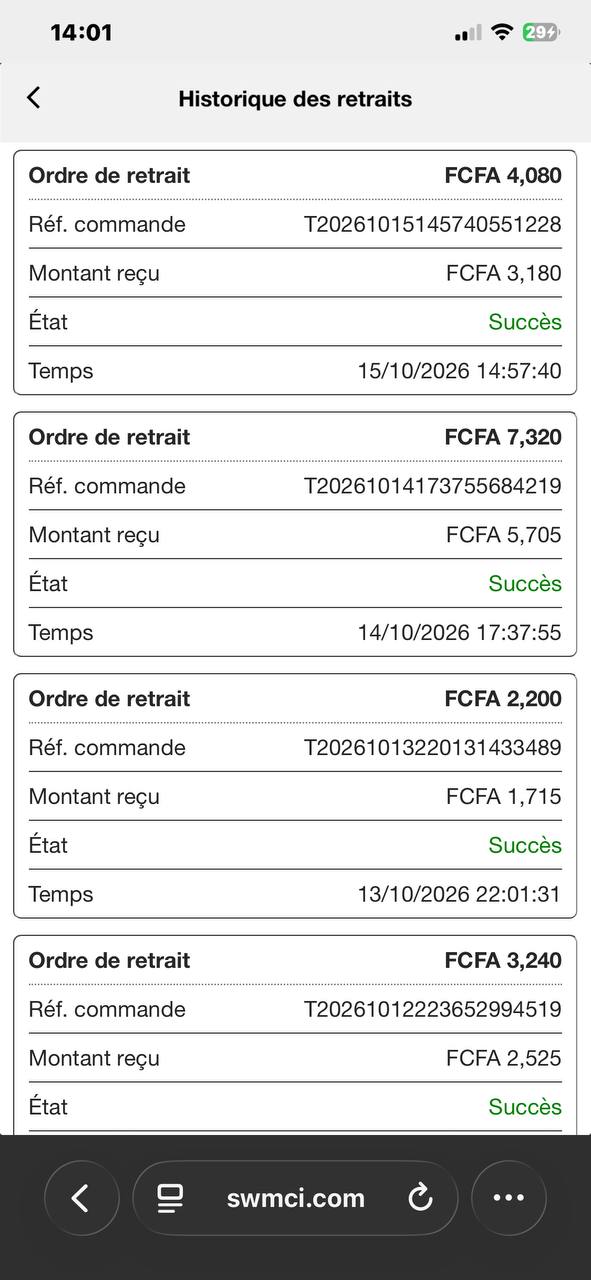 14:01
29
Historique des retraits
Ordre de retrait FCFA 4,080
Réf. commande T20261015145740551228
Montant reçu FCFA 3,180
État Succès
Temps 15/10/2026 14:57:40
Ordre de retrait FCFA 7,320
Réf. commande T20261014173755684219
Montant reçu FCFA 5,705
État Succès
Temps 14/10/2026 17:37:55
Ordre de retrait FCFA 2,200
Réf. commande T20261013220131433489
Montant reçu FCFA 1,715
État Succès
Temps 13/10/2026 22:01:31
Ordre de retrait FCFA 3,240
Réf. commande T20261012223652994519
Montant reçu FCFA 2,525
État Succès
swmci.com